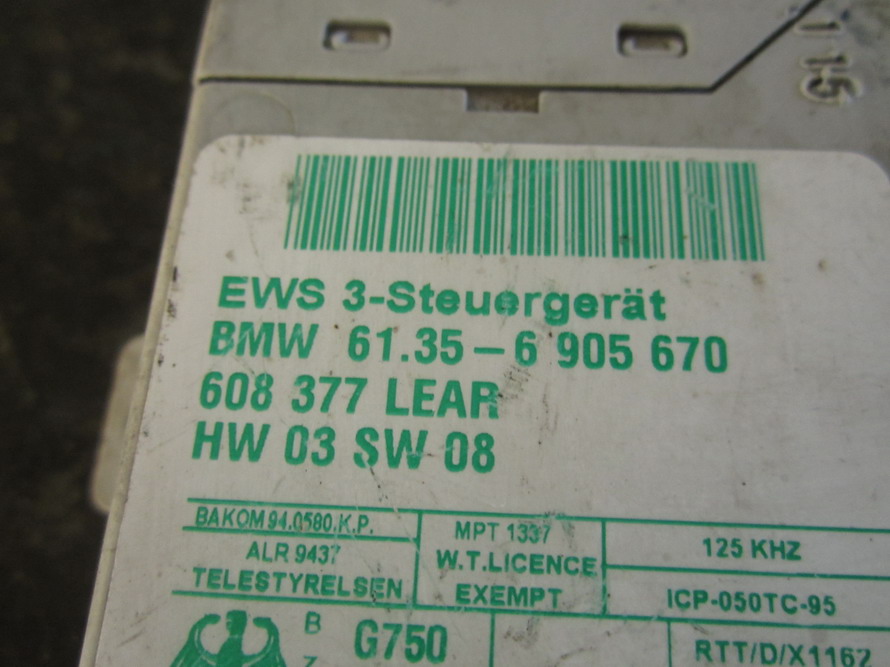 115
EWS 3-Steuergerät
BMW 61.35-6 905 670
608 377 LEAR
HW 03 SW 08
BAKOM 94.0580.K.P.
ALR 9437
TELESTYRELSEN
MPT 1337
W.T.LICENCE
EXEMPT
125 KHZ
ICP-050TC-95
B
Z
G750
RTT/D/X1162